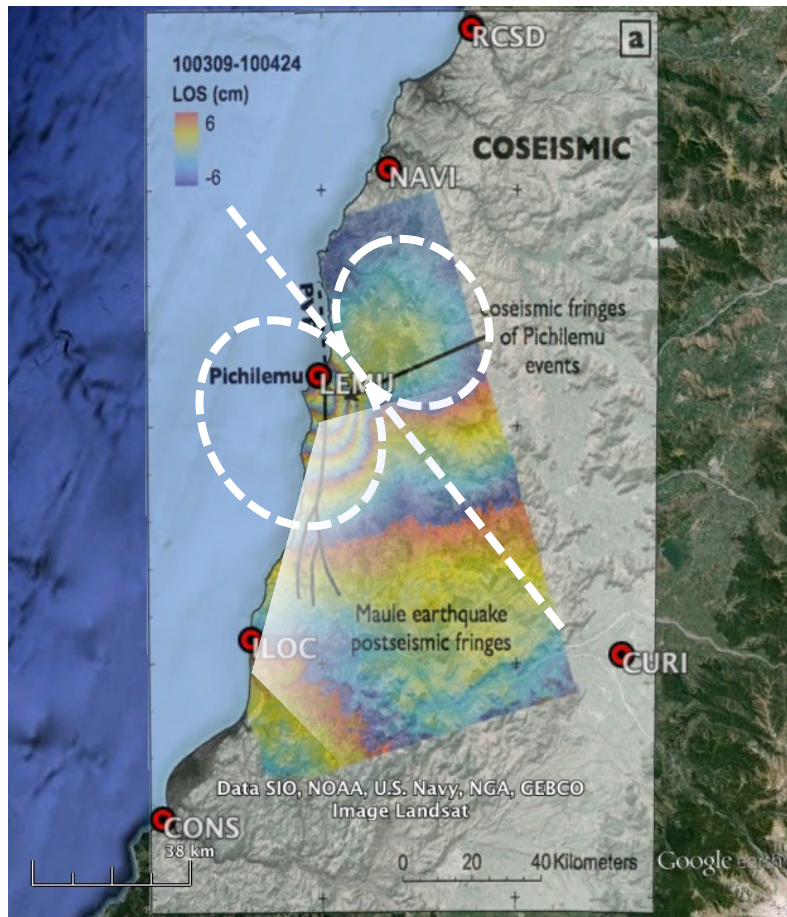 RCSD
a
100309-100424
LOS (cm)
6
-6
COSEISMIC
NAVI
Coseismic fringes
of Pichilemu
events
Pichilemu
LEMU
Maule earthquake
postseismic fringes
ILOC
CURI
Data SIO, NOAA, U.S. Navy, NGA, GEBCO
Image Landsat
CONS
38 km
0 20 40 Kilometers
Google earth